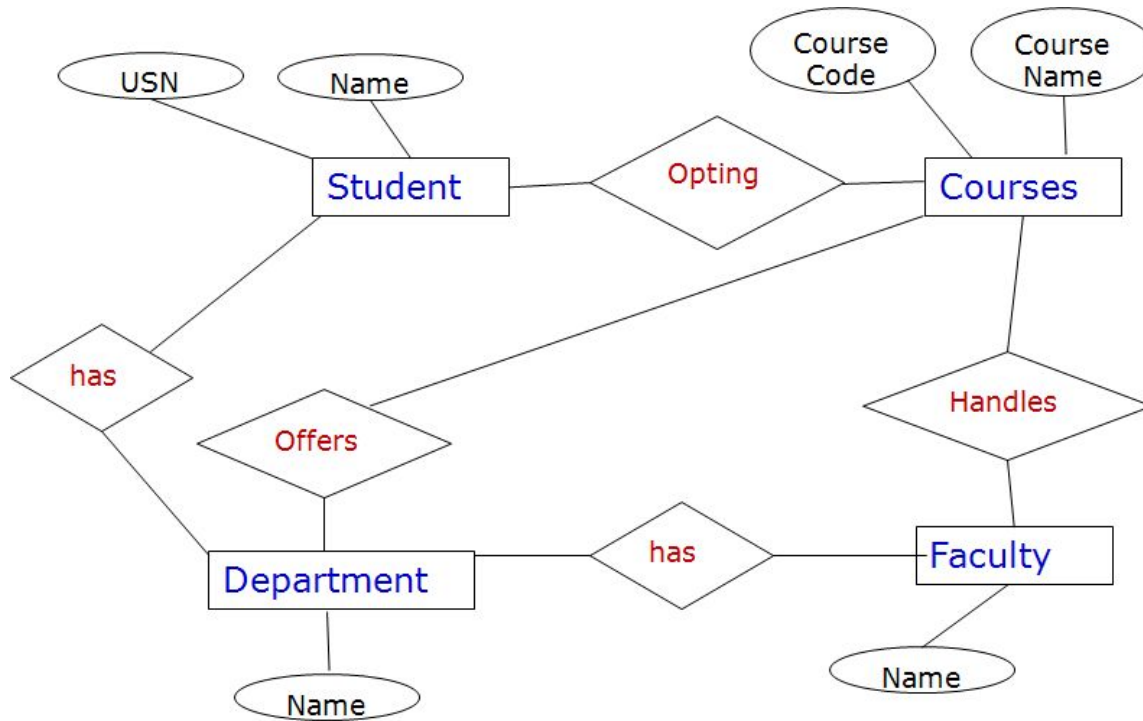 USN
Name
Course
Code
Course
Name
Student
Opting
Courses
has
Offers
Handles
Department
has
Faculty
Name
Name